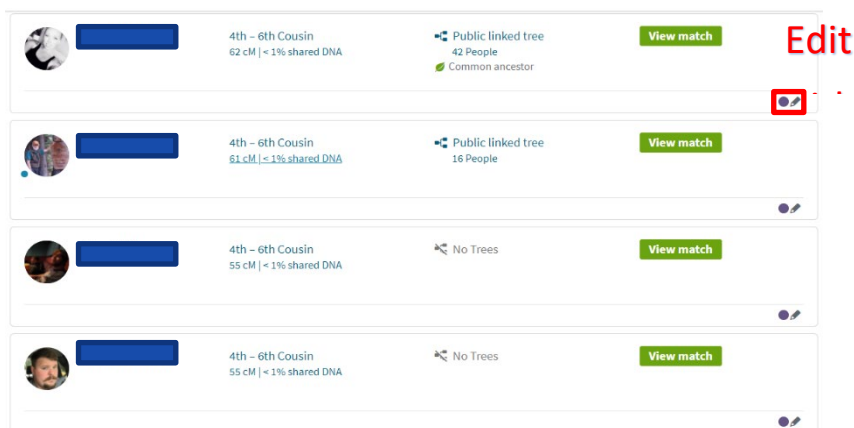 4th – 6th Cousin
62 cM | < 1% shared DNA
Public linked tree
42 People
Common ancestor
View match
Edit
4th – 6th Cousin
61 cM | < 1% shared DNA
Public linked tree
16 People
View match
4th – 6th Cousin
55 cM | < 1% shared DNA
No Trees
View match
4th – 6th Cousin
55 cM | < 1% shared DNA
No Trees
View match